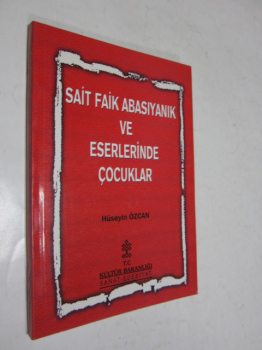 SAİT FAİK ABASIYANIK
VE
ESERLERİNDE
ÇOCUKLAR
Hüseyin ÖZCAN
T.C.
KÜLTÜR BAKANLIĞI